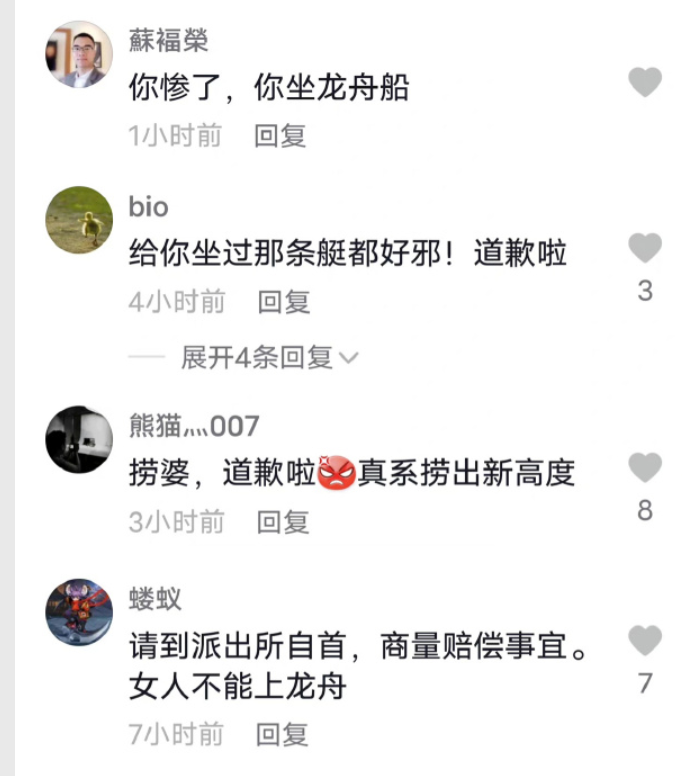 蘇福榮
你惨了，你坐龙舟船
1小时前 回复
bio
给你坐过那条艇都好邪！道歉啦
3
4小时前 回复
展开4条回复
熊猫灬007
捞婆，道歉啦😡真系捞出新高度
8
3小时前 回复
蝼蚁
请到派出所自首，商量赔偿事宜。
女人不能上龙舟
7
7小时前 回复